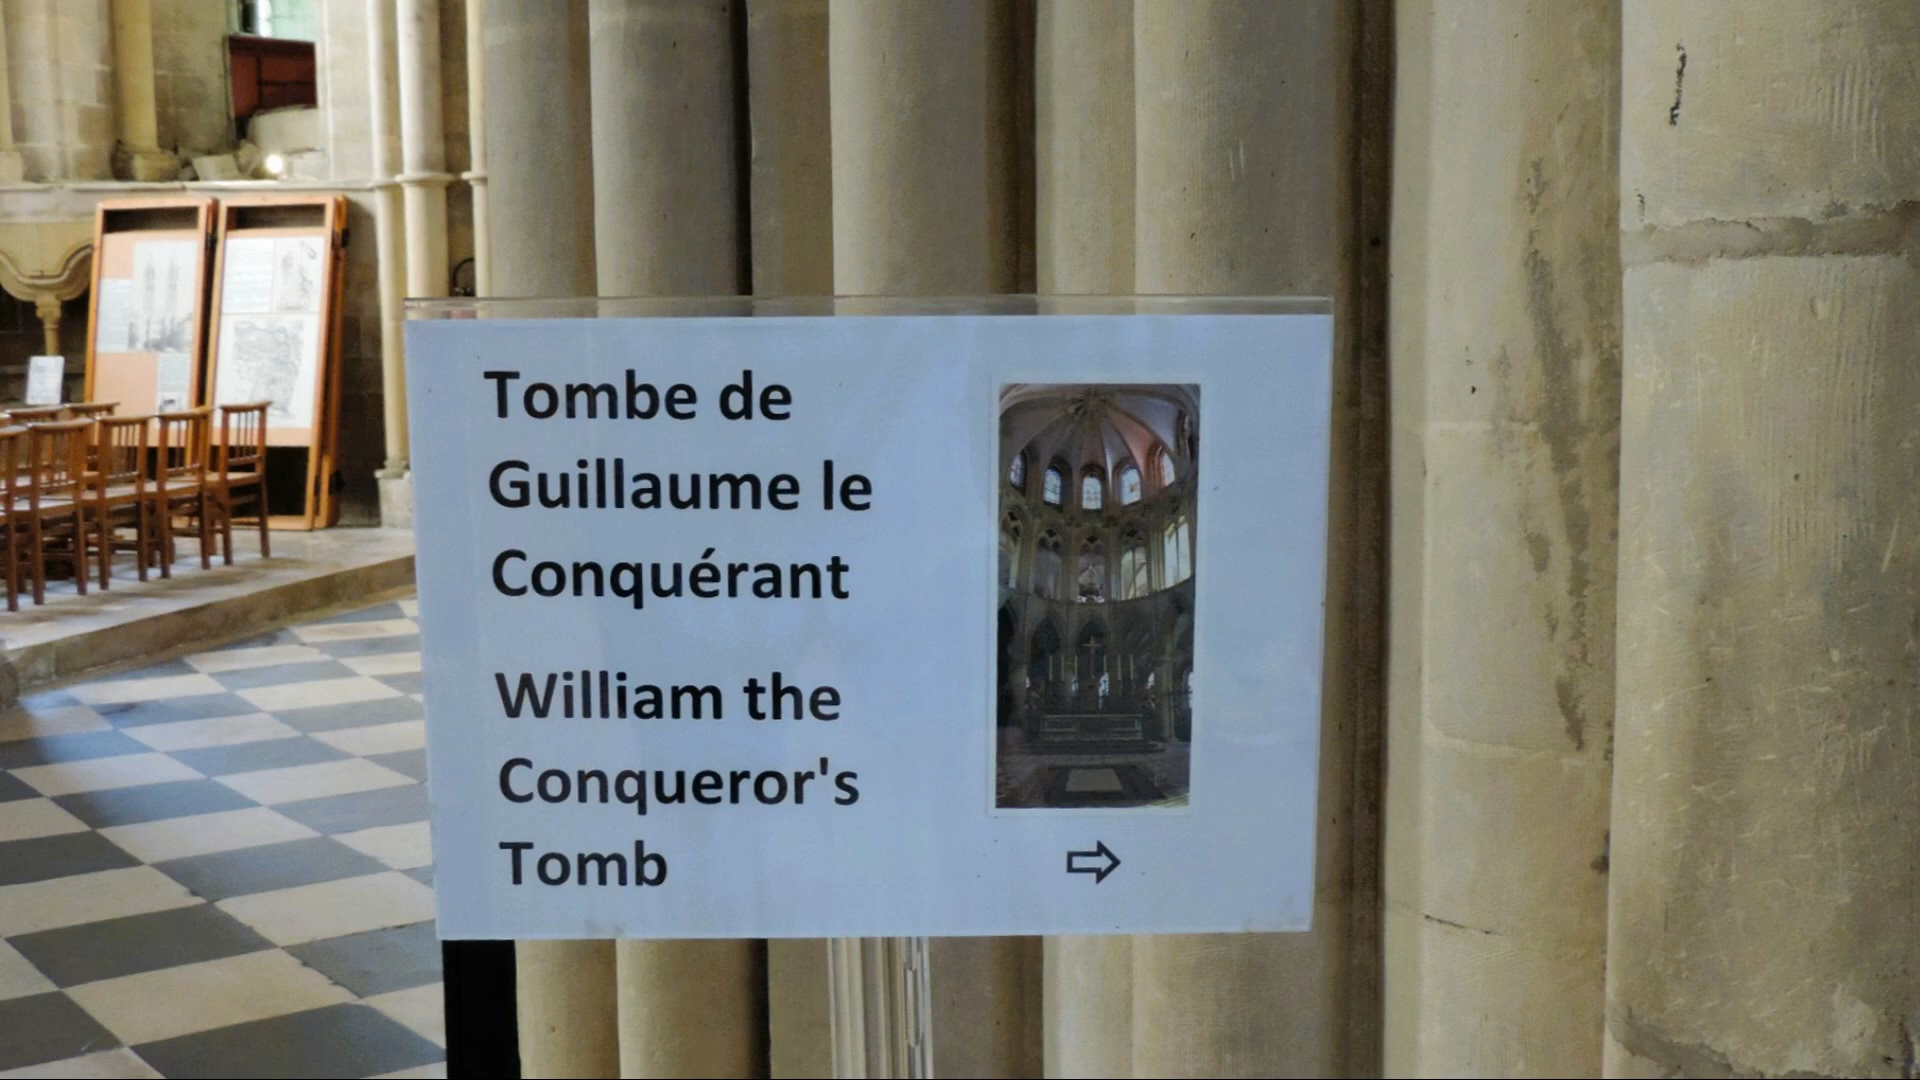 Tombe de
Guillaume le
Conquérant
William the
Conqueror's
Tomb